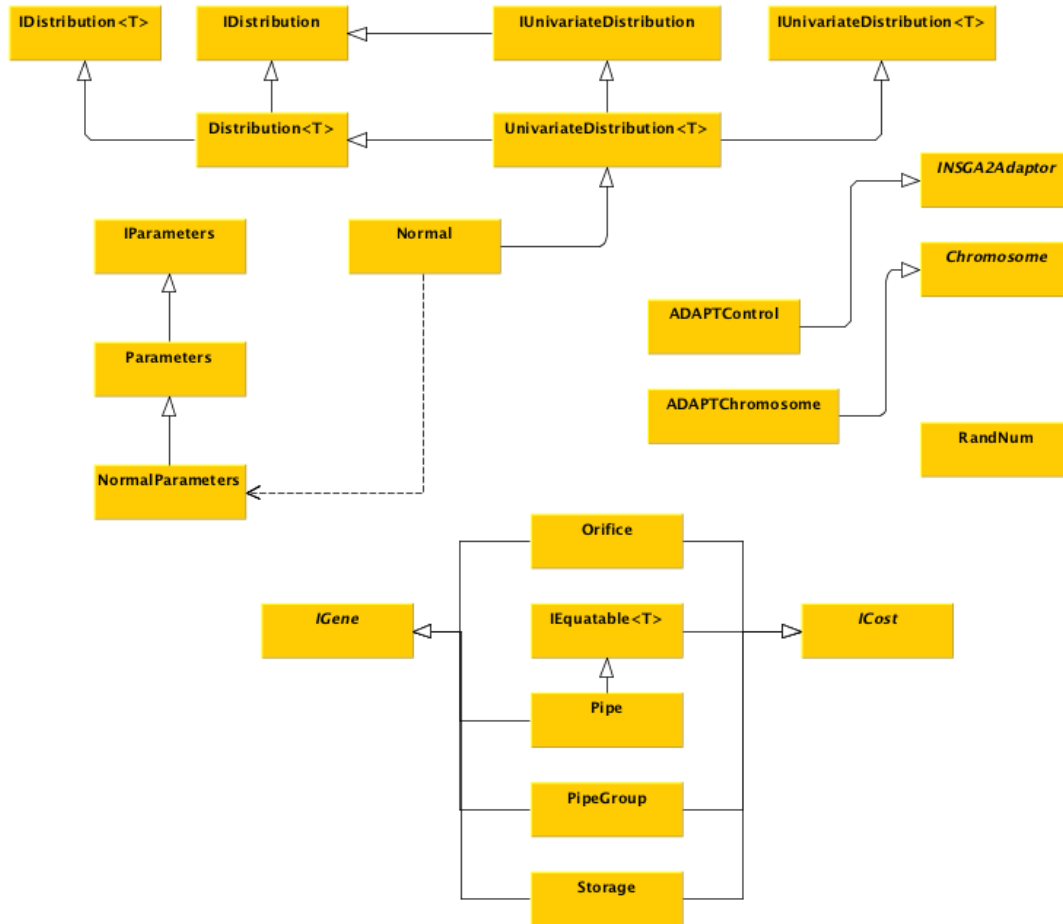 IDistribution<T>
IDistribution
IUnivariateDistribution
IUnivariateDistribution<T>
Distribution<T>
UnivariateDistribution<T>
INSGA2Adaptor
IParameters
Normal
Chromosome
ADAPTControl
Parameters
ADAPTChromosome
RandNum
NormalParameters
Orifice
IGene
IEquatable<T>
ICost
Pipe
PipeGroup
Storage